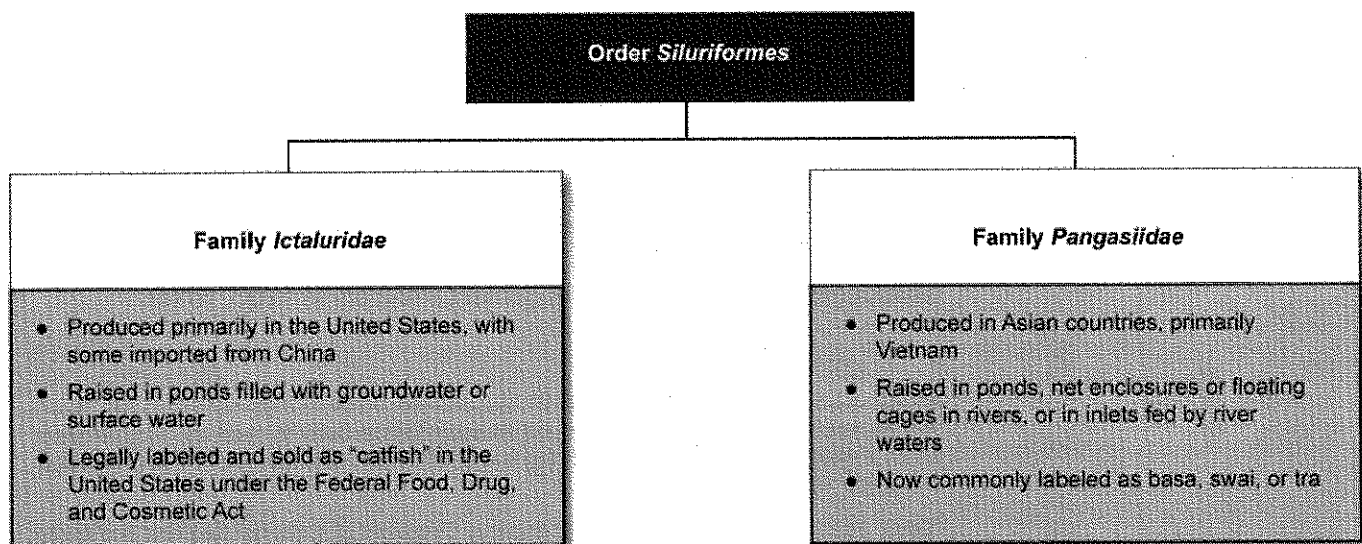 Order Siluriformes
Family Ictaluridae
• Produced primarily in the United States, with
some imported from China
• Raised in ponds filled with groundwater or
surface water
• Legally labeled and sold as “catfish” in the
United States under the Federal Food, Drug,
and Cosmetic Act
Family Pangasiidae
• Produced in Asian countries, primarily
Vietnam
• Raised in ponds, net enclosures or floating
cages in rivers, or in inlets fed by river
waters
• Now commonly labeled as basa, swai, or tra